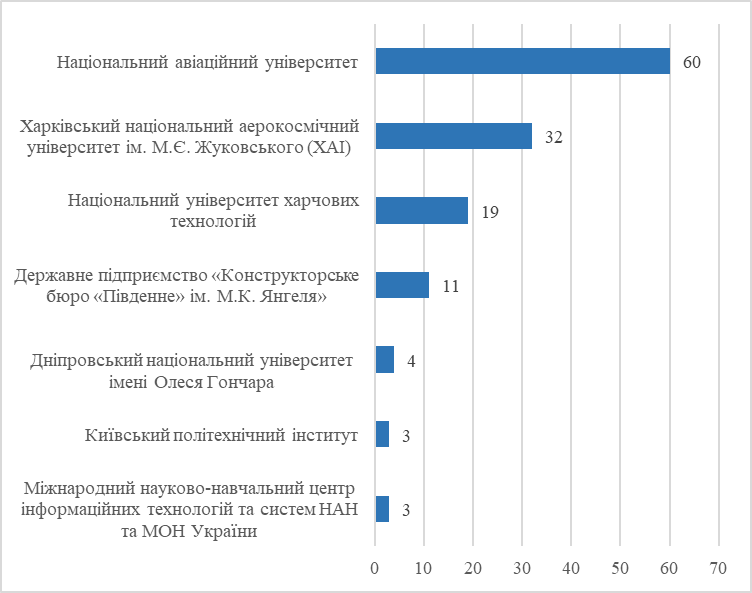 Національний авіаційний університет
60
Харківський національний аерокосмічний
університет ім. М.Є. Жуковського (ХАІ)
32
Національний університет харчових
технологій
19
Державне підприємство «Конструкторське
бюро «Південне» ім. М.К. Янгеля»
11
Дніпровський національний університет
імені Олеся Гончара
4
Київський політехнічний інститут
3
Міжнародний науково-навчальний центр
інформаційних технологій та систем НАН
та МОН України
3
0 10 20 30 40 50 60 70